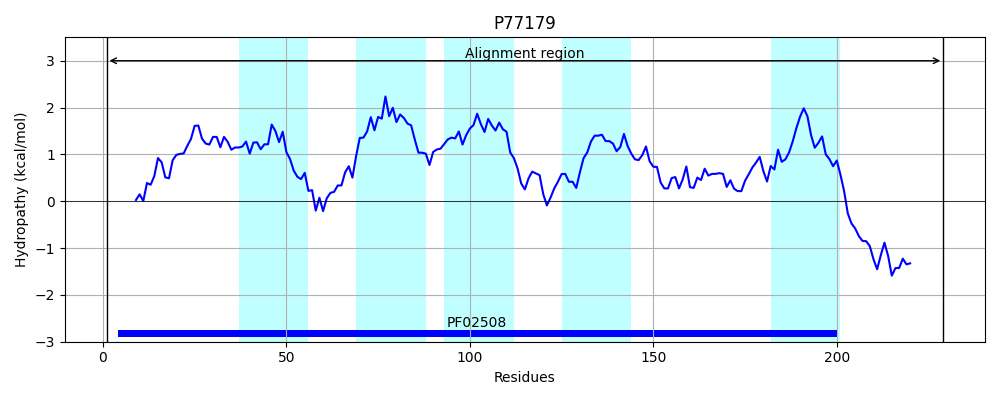 P77179
Alignment region
3
2
1
0
−1
−2
−3
Hydropathy (kcal/mol)
PF02508
0 50 100 150 200
Residues